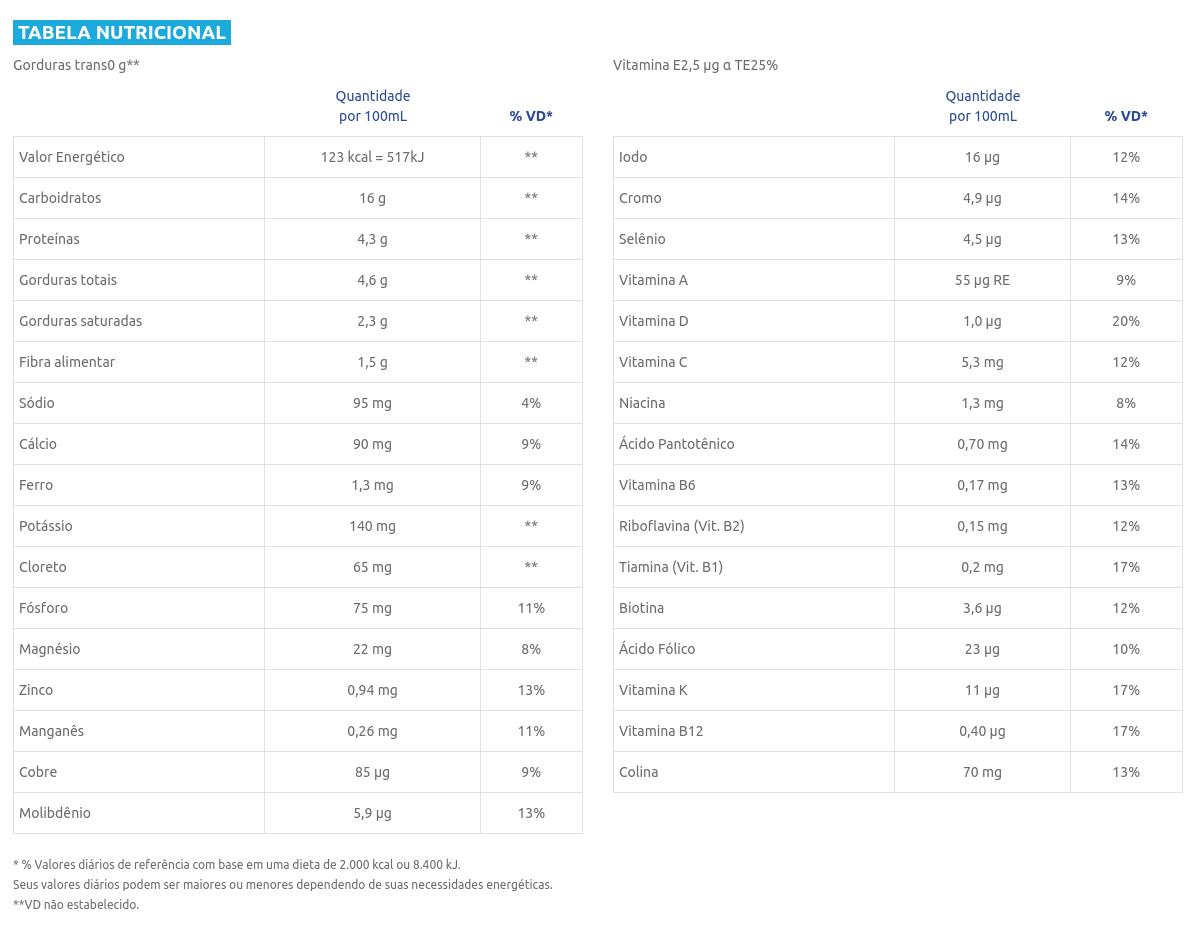 TABELA NUTRICIONAL
Gorduras trans0 g**
Quantidade
por 100mL % VD*
Valor Energético 123 kcal = 517kJ **
Carboidratos 16 g **
Proteínas 4,3 g **
Gorduras totais 4,6 g **
Gorduras saturadas 2,3 g **
Fibra alimentar 1,5 g **
Sódio 95 mg 4%
Cálcio 90 mg 9%
Ferro 1,3 mg 9%
Potássio 140 mg **
Cloreto 65 mg **
Fósforo 75 mg 11%
Magnésio 22 mg 8%
Zinco 0,94 mg 13%
Manganês 0,26 mg 11%
Cobre 85 µg 9%
Molibdênio 5,9 µg 13%
Vitamina E2,5 µg α TE25%
Quantidade
por 100mL % VD*
Iodo 16 µg 12%
Cromo 4,9 µg 14%
Selênio 4,5 µg 13%
Vitamina A 55 µg RE 9%
Vitamina D 1,0 µg 20%
Vitamina C 5,3 mg 12%
Niacina 1,3 mg 8%
Ácido Pantotênico 0,70 mg 14%
Vitamina B6 0,17 mg 13%
Riboflavina (Vit. B2) 0,15 mg 12%
Tiamina (Vit. B1) 0,2 mg 17%
Biotina 3,6 µg 12%
Ácido Fólico 23 µg 10%
Vitamina K 11 µg 17%
Vitamina B12 0,40 µg 17%
Colina 70 mg 13%
* % Valores diários de referência com base em uma dieta de 2.000 kcal ou 8.400 kJ.
Seus valores diários podem ser maiores ou menores dependendo de suas necessidades energéticas.
**VD não estabelecido.